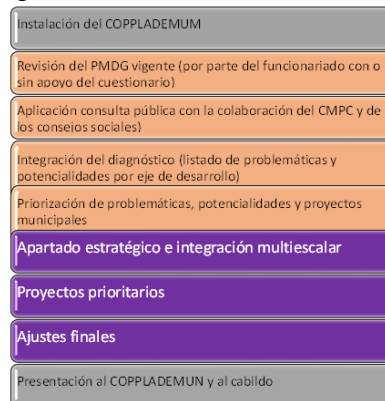 Instalación del COPPLADEMUM
Revisión del PMDG vigente (por parte del funcionariado con o
sin apoyo del cuestionario)
Aplicación consulta pública con la colaboración del CMPC y de
los consejos sociales)
Integración del diagnóstico (listado de problemáticas y
potencialidades por eje de desarrollo)
Priorización de problemáticas, potencialidades y proyectos
municipales
Apartado estratégico e integración multiescalar
Proyectos prioritarios
Ajustes finales
Presentación al COPPLADEMUN y al cabildo